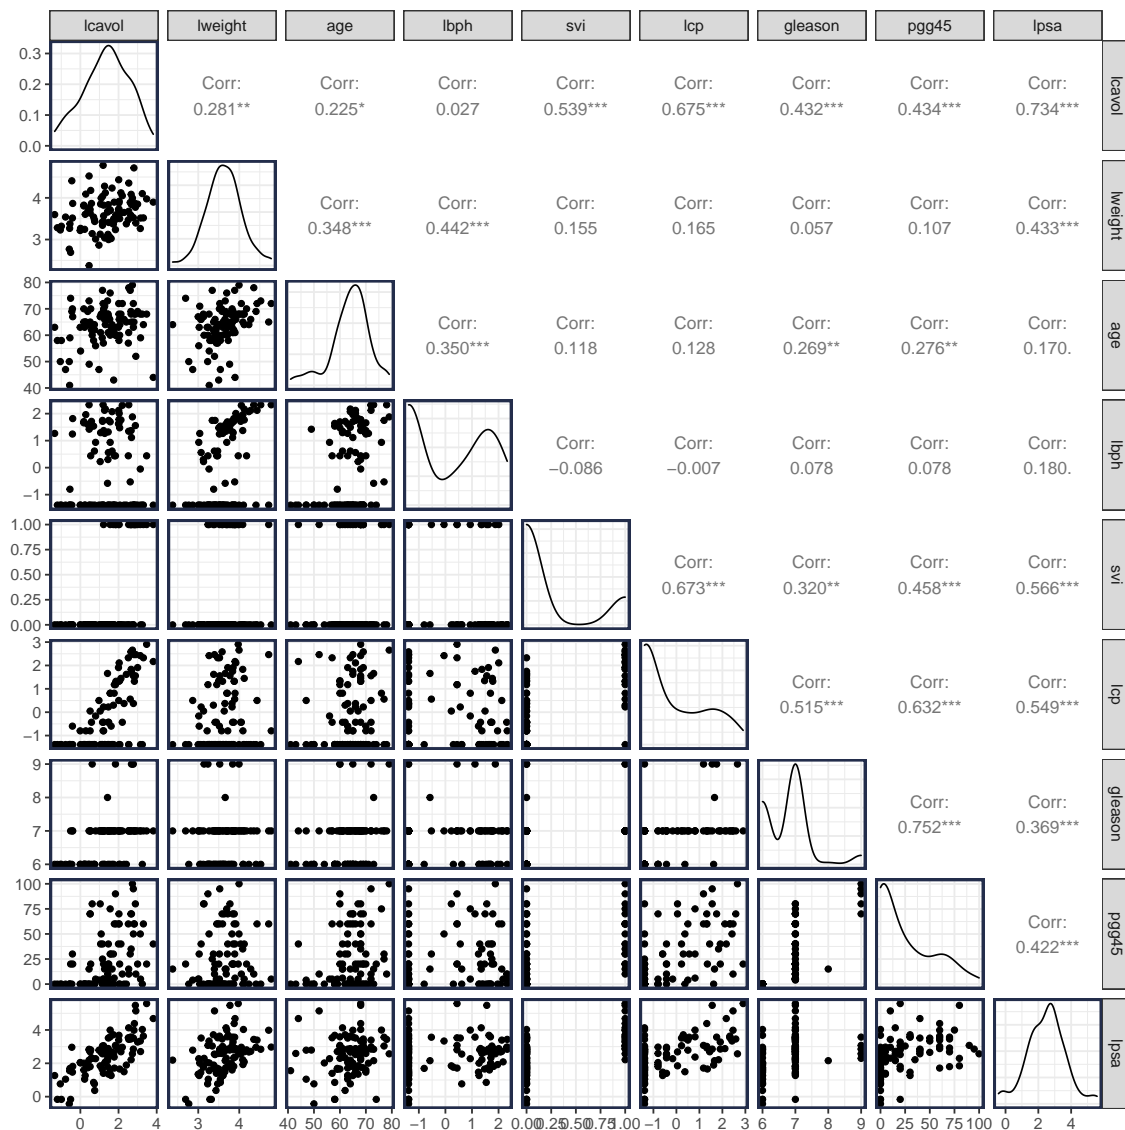 lcavol lweight age lbph svi lcp gleason pgg45 lpsa
0.3
0.2
0.1
0.0
Corr: Corr: Corr: Corr: Corr: Corr: Corr: Corr:
0.281** 0.225* 0.027 0.539*** 0.675*** 0.432*** 0.434*** 0.734***
lcavol
4
3
Corr: Corr: Corr: Corr: Corr: Corr: Corr:
0.348*** 0.442*** 0.155 0.165 0.057 0.107 0.433***
lweight
80
70
60
50
40
Corr: Corr: Corr: Corr: Corr: Corr:
0.350*** 0.118 0.128 0.269** 0.276** 0.170.
age
2
1
0
−1
Corr: Corr: Corr: Corr: Corr:
−0.086 −0.007 0.078 0.078 0.180.
lbph
1.00
0.75
0.50
0.25
0.00
Corr: Corr: Corr: Corr:
0.673*** 0.320** 0.458*** 0.566***
svi
3
2
1
0
−1
Corr: Corr: Corr:
0.515*** 0.632*** 0.549***
lcp
9
8
7
6
Corr: Corr:
0.752*** 0.369***
gleason
100
75
50
25
0
Corr:
0.422***
pgg45
4
2
0
lpsa
0 2 4 3 4 40 50 60 70 80 −1 0 1 2 0.00 0.25 0.50 0.75 1.00 −1 0 1 2 3 6 7 8 9 0 25 50 75 100 0 2 4